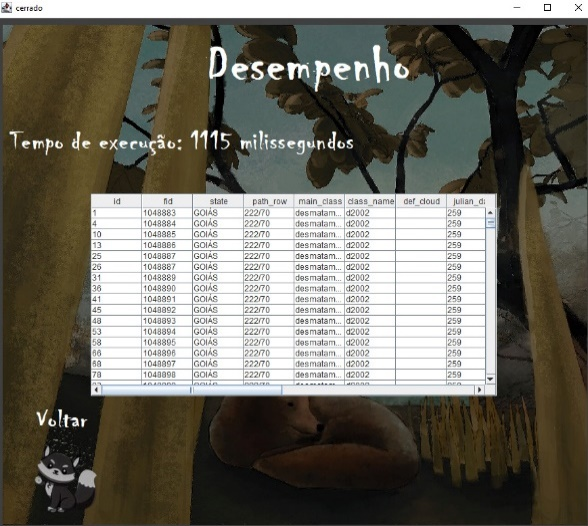 cerrado
Desempenho
Tempo de execução: 1115 milissegundos
id fid state path_row main_class class_name def_cloud julian_da
1 1048883 GOIÁS 222/70 desmatam... d2002 259
4 1048884 GOIÁS 222/70 desmatam... d2002 259
10 1048885 GOIÁS 222/70 desmatam... d2002 259
13 1048886 GOIÁS 222/70 desmatam... d2002 259
25 1048887 GOIÁS 222/70 desmatam... d2002 259
26 1048887 GOIÁS 222/70 desmatam... d2002 259
31 1048889 GOIÁS 222/70 desmatam... d2002 259
36 1048890 GOIÁS 222/70 desmatam... d2002 259
41 1048891 GOIÁS 222/70 desmatam... d2002 259
45 1048892 GOIÁS 222/70 desmatam... d2002 259
48 1048893 GOIÁS 222/70 desmatam... d2002 259
53 1048894 GOIÁS 222/70 desmatam... d2002 259
58 1048895 GOIÁS 222/70 desmatam... d2002 259
66 1048896 GOIÁS 222/70 desmatam... d2002 259
68 1048897 GOIÁS 222/70 desmatam... d2002 259
78 1048898 GOIÁS 222/70 desmatam... d2002 259
Voltar